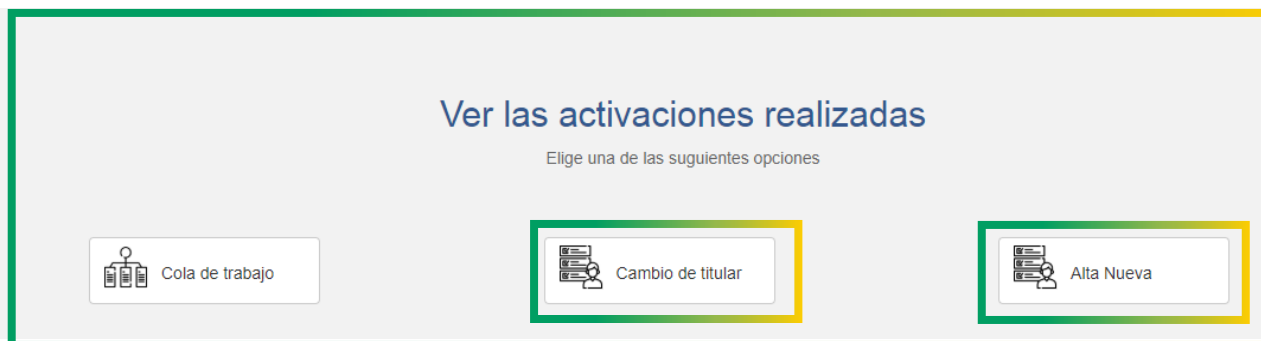 Ver las activaciones realizadas
Elige una de las suguientes opciones
Cola de trabajo
Cambio de titular
Alta Nueva